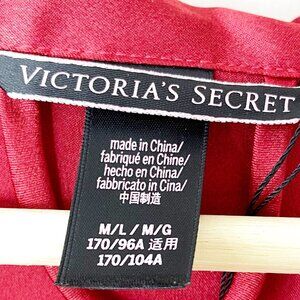 VICTORIA'S SECRET
made in China/
fabriqué en Chine/
hecho en China/
fabbricato in Cina/
中国制造
M/L / M/G
170/96A 适用
170/104A